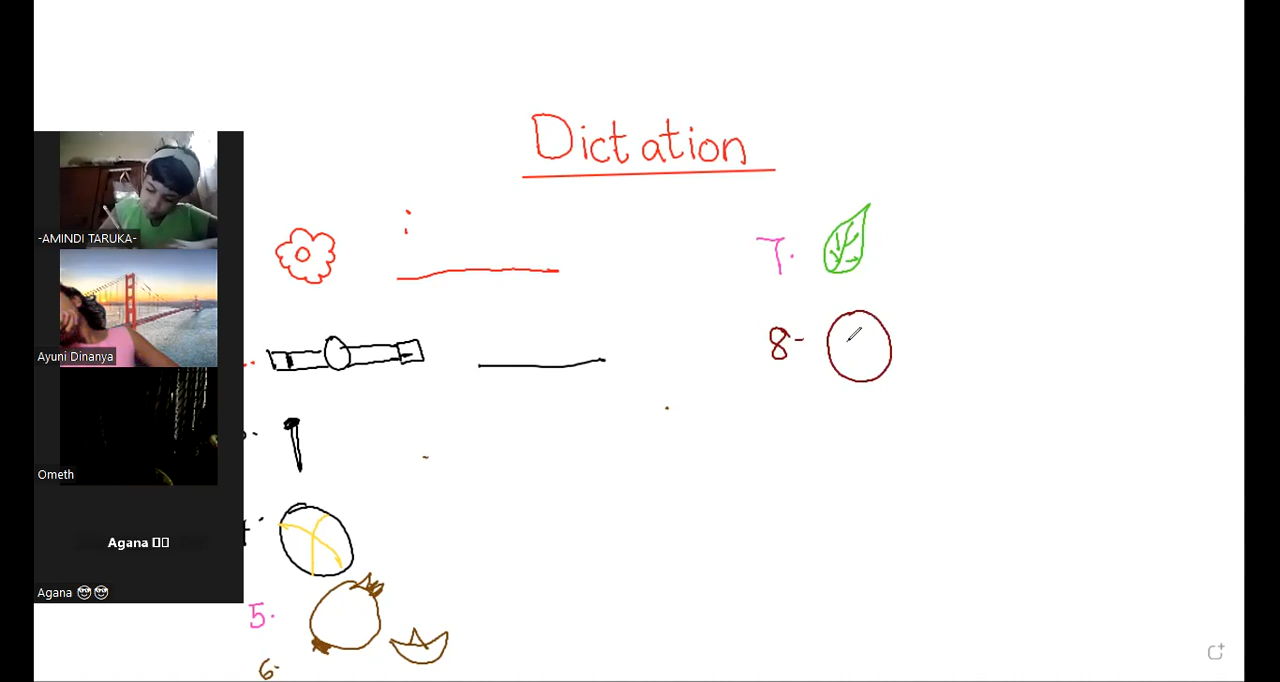 Dictation
-AMINDI TARUKA-
Ayuni Dinanya
Ometh
Agana
Agana 😎😎
5.
6.
7.
8-